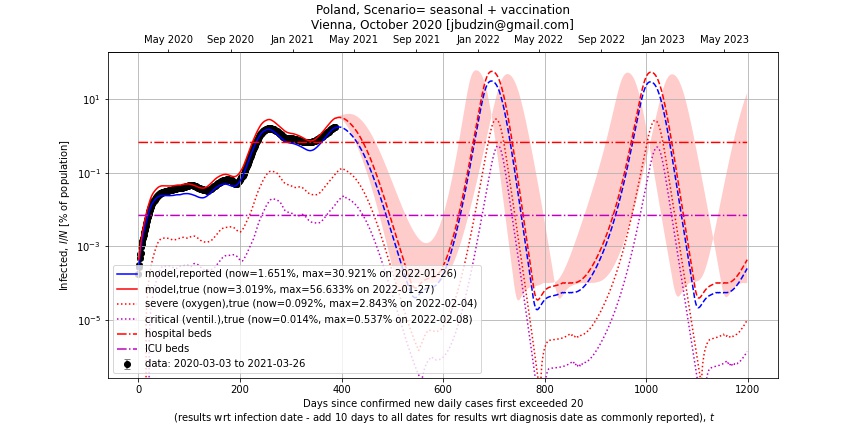 Poland, Scenario= seasonal + vaccination
Vienna, October 2020 [jbudzin@gmail.com]
May 2020 Sep 2020 Jan 2021 May 2021 Sep 2021 Jan 2022 May 2022 Sep 2022 Jan 2023 May 2023
Infected, I/N [% of population]
10¹
10⁻¹
10⁻³
10⁻⁵
model,reported (now=1.651%, max=30.921% on 2022-01-26)
model,true (now=3.019%, max=56.633% on 2022-01-27)
severe (oxygen),true (now=0.092%, max=2.843% on 2022-02-04)
critical (ventil.),true (now=0.014%, max=0.537% on 2022-02-08)
hospital beds
ICU beds
data: 2020-03-03 to 2021-03-26
0 200 400 600 800 1000 1200
Days since confirmed new daily cases first exceeded 20
(results wrt infection date - add 10 days to all dates for results wrt diagnosis date as commonly reported), t